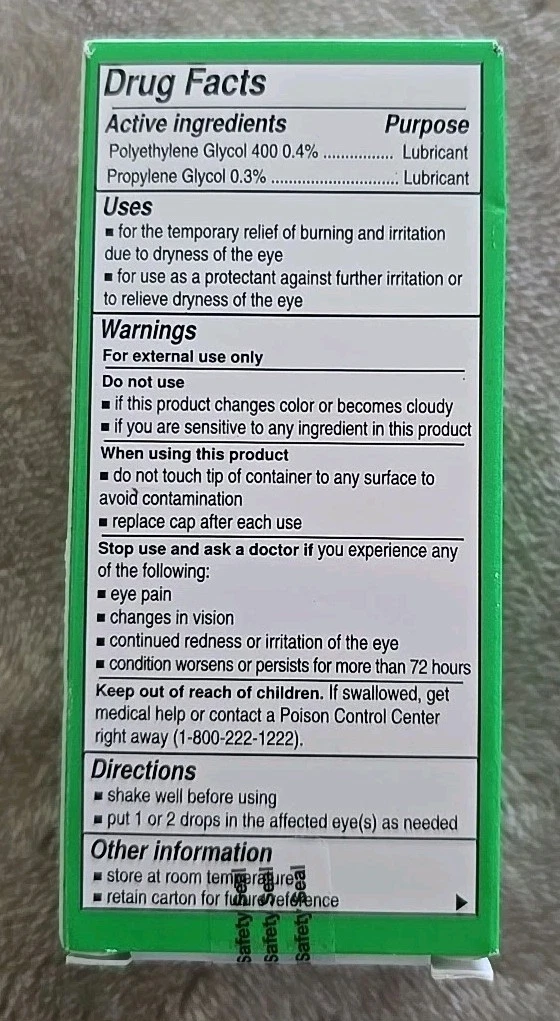 Drug Facts
Active ingredients Purpose
Polyethylene Glycol 400 0.4% ................ Lubricant
Propylene Glycol 0.3% ............................. Lubricant
Uses
■ for the temporary relief of burning and irritation
due to dryness of the eye
■ for use as a protectant against further irritation or
to relieve dryness of the eye
Warnings
For external use only
Do not use
■ if this product changes color or becomes cloudy
■ if you are sensitive to any ingredient in this product
When using this product
■ do not touch tip of container to any surface to
avoid contamination
■ replace cap after each use
Stop use and ask a doctor if you experience any
of the following:
■ eye pain
■ changes in vision
■ continued redness or irritation of the eye
■ condition worsens or persists for more than 72 hours
Keep out of reach of children. If swallowed, get
medical help or contact a Poison Control Center
right away (1-800-222-1222).
Directions
■ shake well before using
■ put 1 or 2 drops in the affected eye(s) as needed
Other information
■ store at room temperature
■ retain carton for future reference
Safety Seal
Safety Seal
Safety Seal